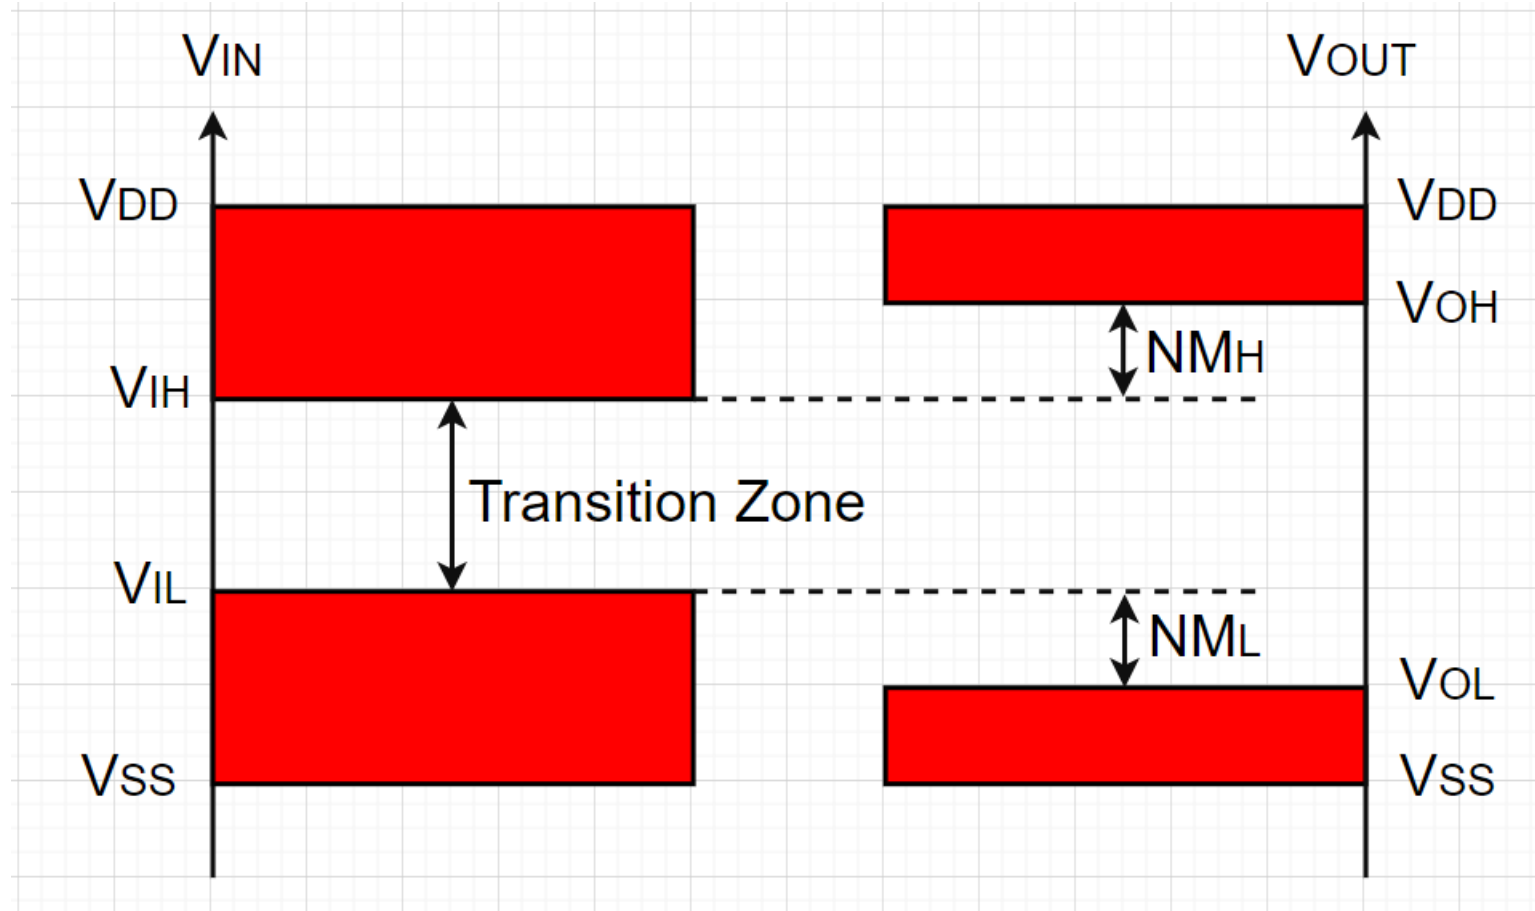 VIN
VOUT
VDD
VDD
VOH
NMH
VIH
Transition Zone
VIL
NML
VOL
VSS
VSS